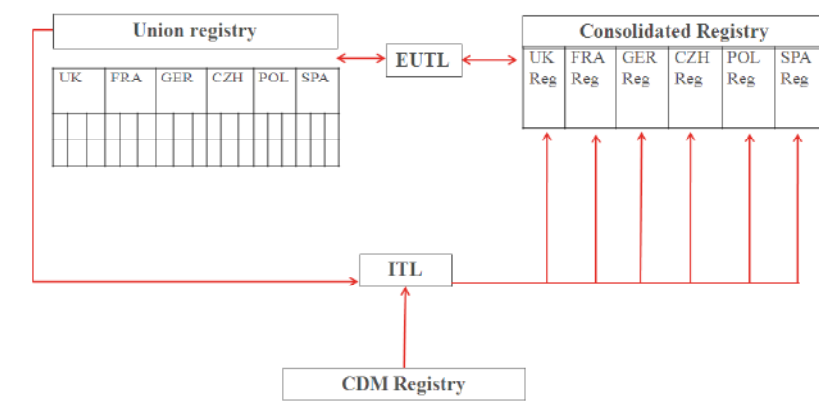 Union registry
Consolidated Registry
EUTL
UK FRA GER CZH POL SPA
UK Reg FRA Reg GER Reg CZH Reg POL Reg SPA Reg
ITL
CDM Registry